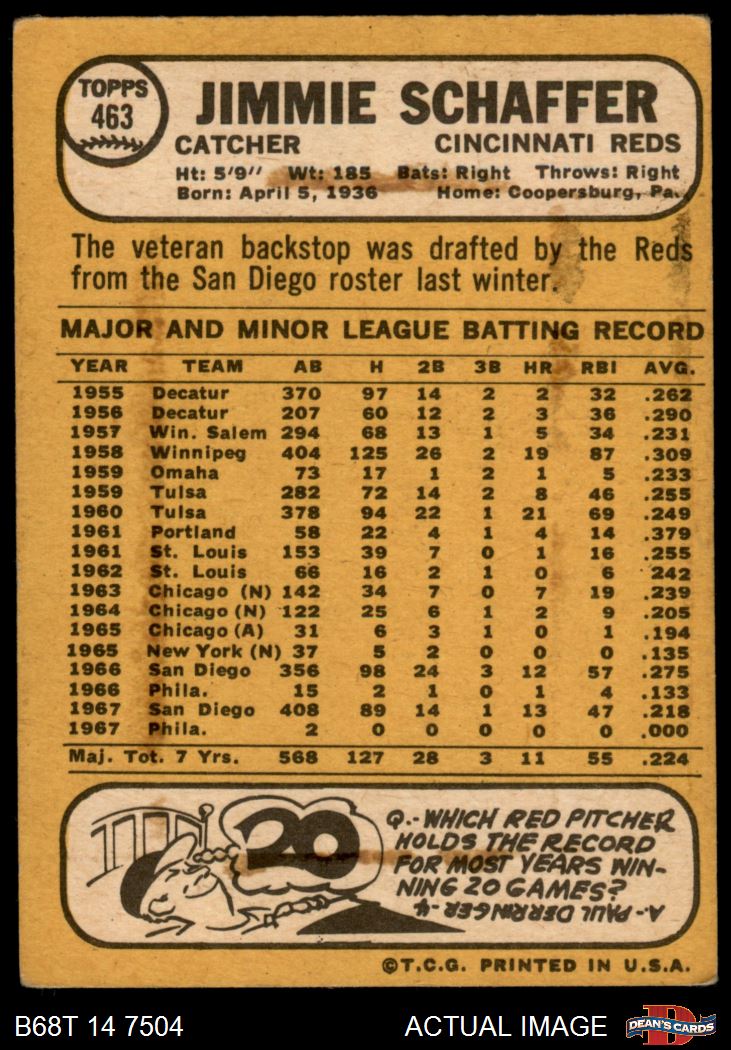 TOPPS
463
JIMMIE SCHAFFER
CATCHER CINCINNATI REDS
Ht: 5'9" Wt: 185 Bats: Right Throws: Right
Born: April 5, 1936 Home: Coopersburg, Pa.
The veteran backstop was drafted by the Reds
from the San Diego roster last winter.
MAJOR AND MINOR LEAGUE BATTING RECORD
YEAR TEAM AB H 2B 3B HR RBI AVG.
1955 Decatur 370 97 14 2 2 32 .262
1956 Decatur 207 60 12 2 3 36 .290
1957 Win. Salem 294 68 13 1 5 34 .231
1958 Winnipeg 404 125 26 2 19 87 .309
1959 Omaha 73 17 1 2 1 5 .233
1959 Tulsa 282 72 14 2 8 46 .255
1960 Tulsa 378 94 22 1 21 69 .249
1961 Portland 58 22 4 1 4 14 .379
1961 St. Louis 153 39 7 0 1 16 .255
1962 St. Louis 66 16 2 1 0 6 242
1963 Chicago (N) 142 34 7 0 7 19 .239
1964 Chicago (N) 122 25 6 1 2 9 .205
1965 Chicago (A) 31 6 3 1 0 1 .194
1965 New York (N) 37 5 2 0 0 0 .135
1966 San Diego 356 98 24 3 12 57 .275
1966 Phila. 15 2 1 0 1 4 .133
1967 San Diego 408 89 14 1 13 47 .218
1967 Phila. 2 0 0 0 0 0 .000
Maj. Tot. 7 Yrs. 568 127 28 3 11 55 .224
20
Q.-WHICH RED PITCHER
HOLDS THE RECORD
FOR MOST YEARS WIN-
NING 20 GAMES?
A.-PAUL DERRINGER-4
©T.C.G. PRINTED IN U.S.A.
B68T 14 7504 ACTUAL IMAGE D DEAN'S CARDS